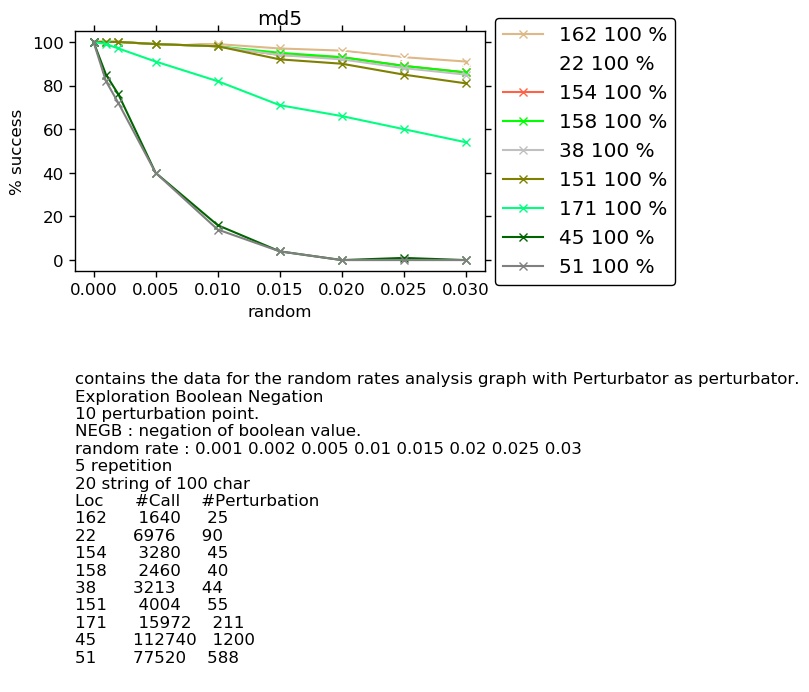 md5
100
80
60
40
20
0
% success
0.000 0.005 0.010 0.015 0.020 0.025 0.030
random
162 100 %
22 100 %
154 100 %
158 100 %
38 100 %
151 100 %
171 100 %
45 100 %
51 100 %
contains the data for the random rates analysis graph with Perturbator as perturbator.
Exploration Boolean Negation
10 perturbation point.
NEGB : negation of boolean value.
random rate : 0.001 0.002 0.005 0.01 0.015 0.02 0.025 0.03
5 repetition
20 string of 100 char
Loc #Call #Perturbation
162 1640 25
22 6976 90
154 3280 45
158 2460 40
38 3213 44
151 4004 55
171 15972 211
45 112740 1200
51 77520 588